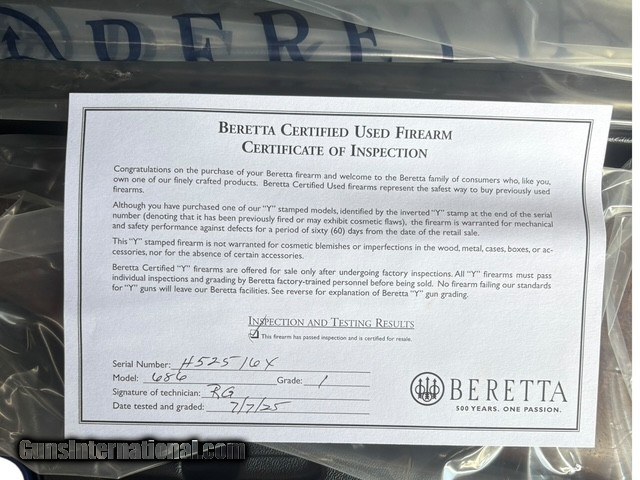 BERETTA
BERETTA CERTIFIED USED FIREARM
CERTIFICATE OF INSPECTION
Congratulations on the purchase of your Beretta firearm and welcome to the Beretta family of consumers who, like you,
own one of our finely crafted products. Beretta Certified Used firearms represent the safest way to buy previously used
firearms.
Although you have purchased one of our "Y" stamped models, identified by the inverted "Y" stamp at the end of the serial
number (denoting that it has been previously fired or may exhibit cosmetic flaws), the firearm is warranted for mechanical
and safety performance against defects for a period of sixty (60) days from the date of the retail sale.
This "Y" stamped firearm is not warranted for cosmetic blemishes or imperfections in the wood, metal, cases, boxes, or ac-
cessories, nor for the absence of certain accessories.
Beretta Certified "Y" firearms are offered for sale only after undergoing factory inspections. All "Y" firearms must pass
individual inspections and graading by Beretta factory-trained personnel before being sold. No firearm failing our standards
for "Y" guns will leave our Beretta facilities. See reverse for explanation of Beretta "Y" gun grading.
INSPECTION AND TESTING RESULTS
This firearm has passed inspection and is certified for resale.
Serial Number: H52516Y
Model: 686 Grade: 1
Signature of technician: RG
Date tested and graded: 7/7/25
BERETTA
500 YEARS. ONE PASSION.
GunsInternational.com